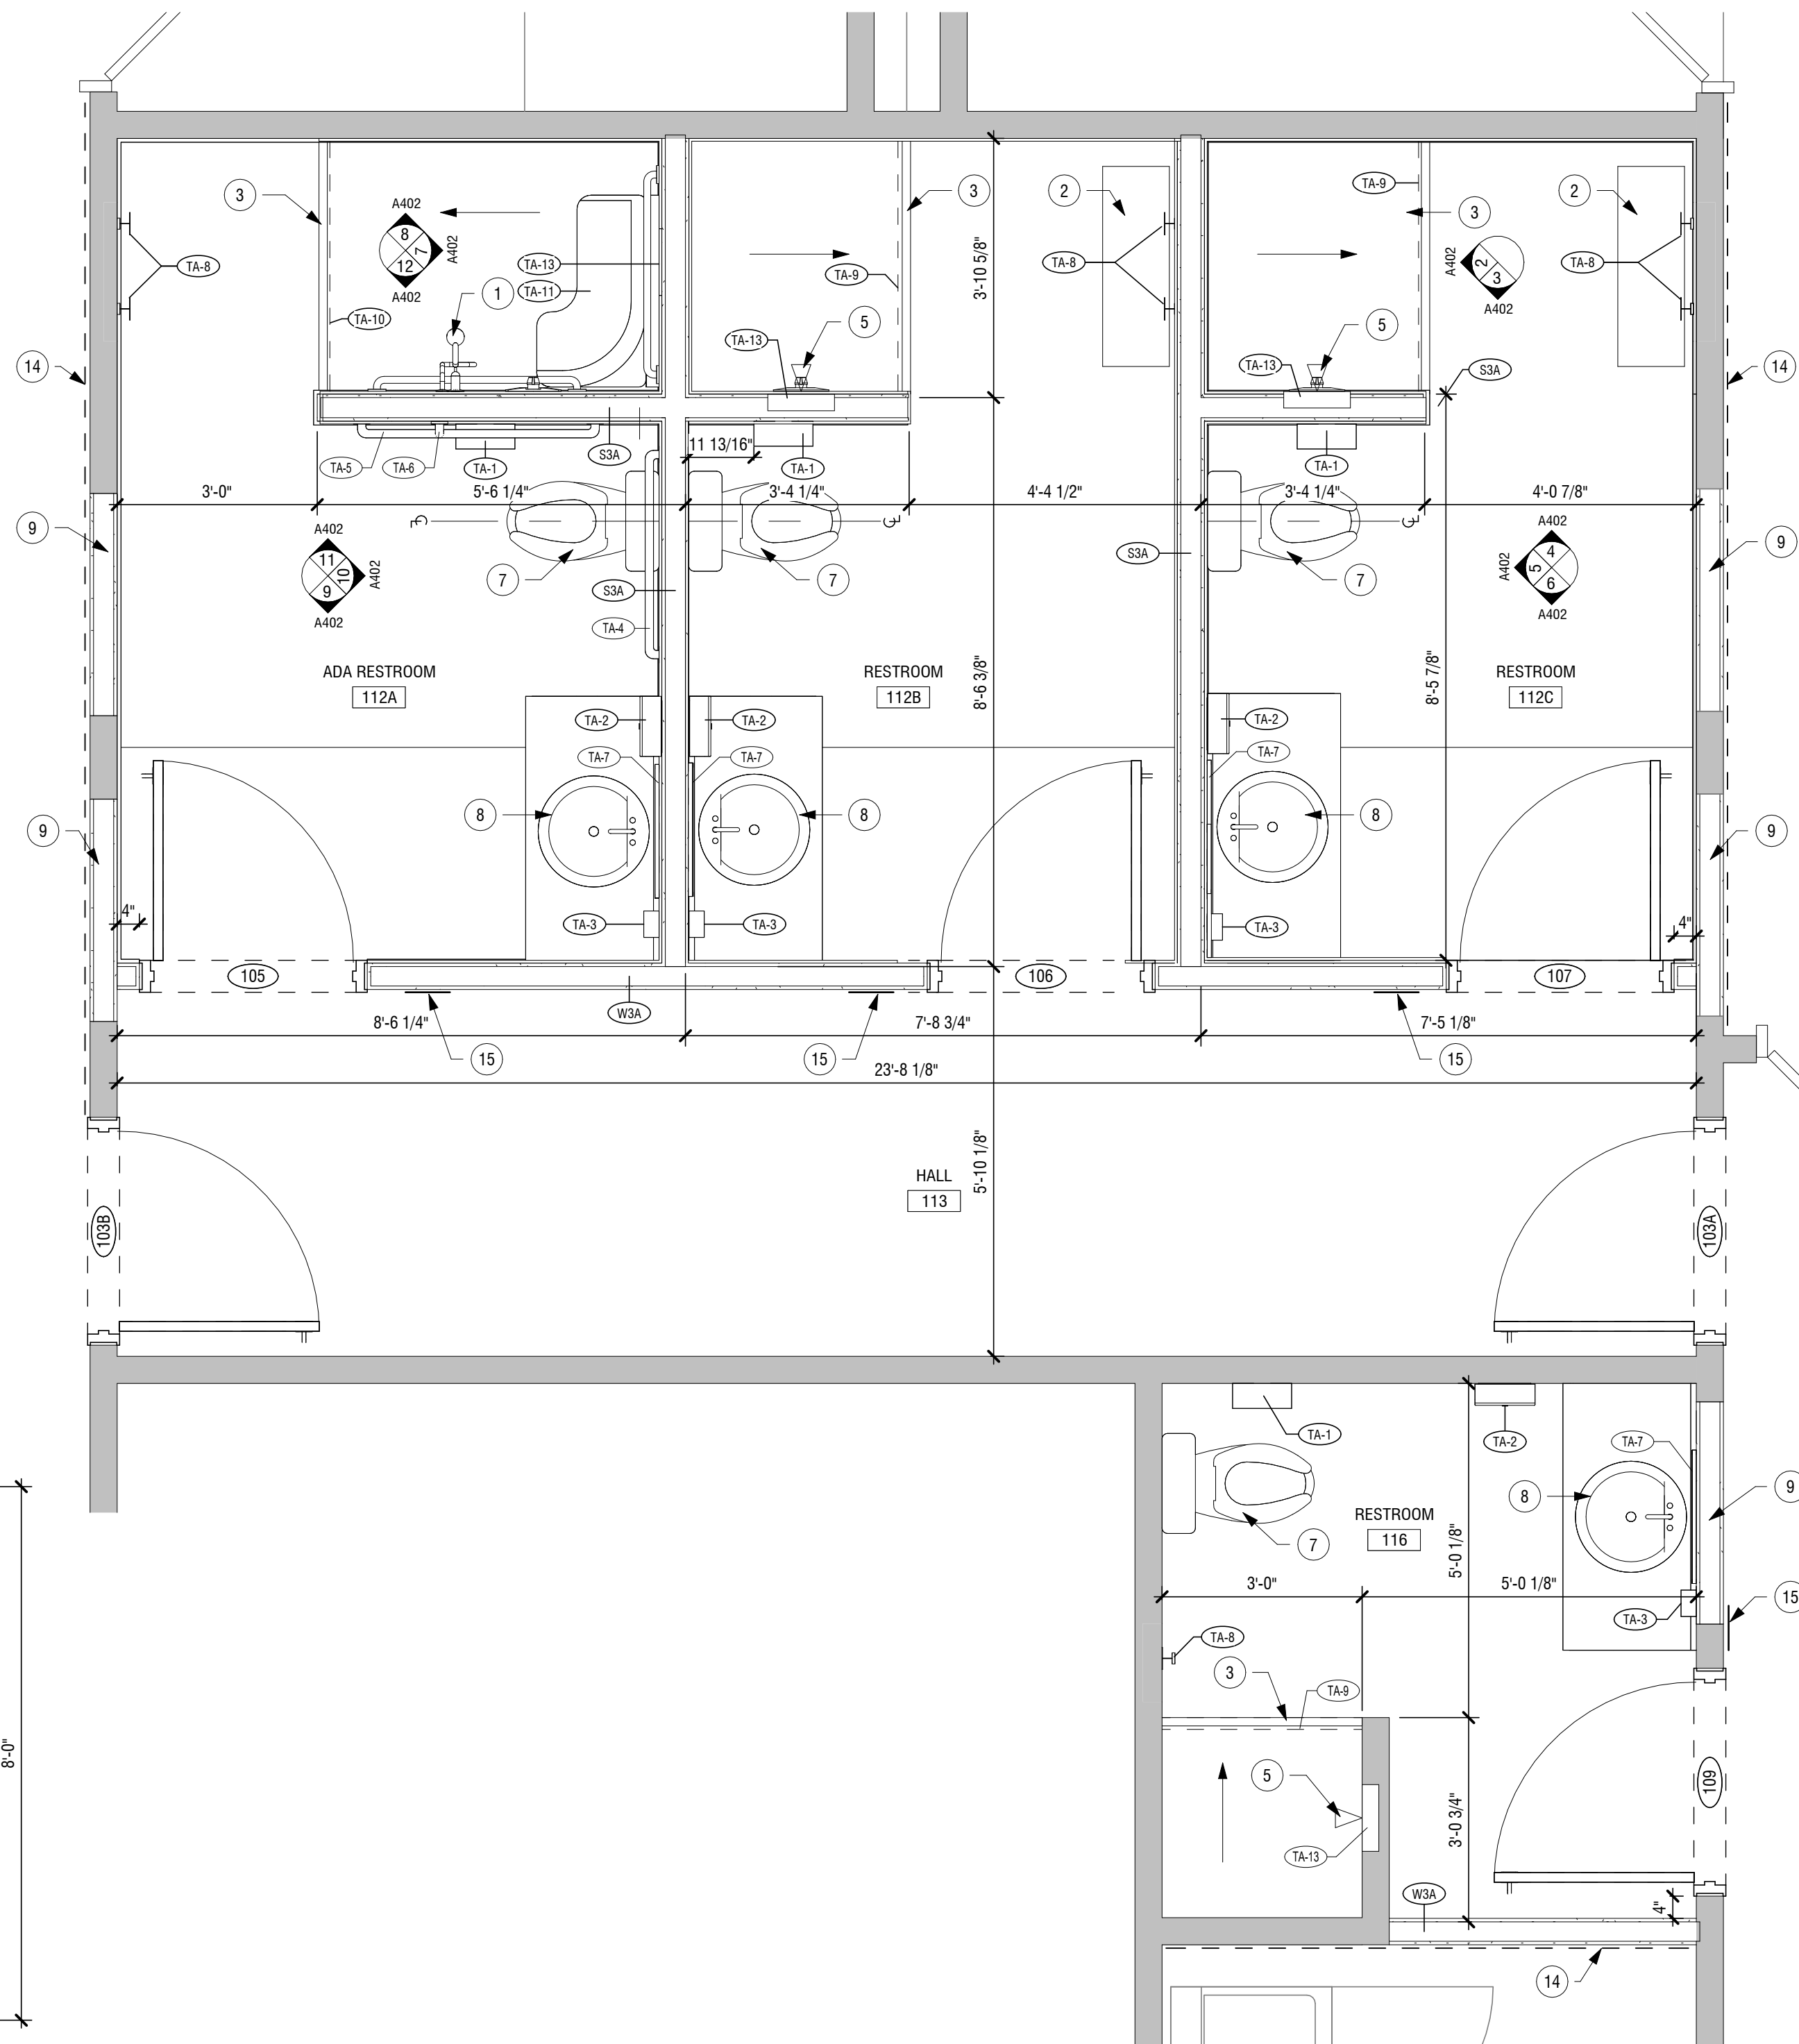 A402
8
7
12
A402
A402
3
TA-8
TA-10
TA-13
TA-11
1
14
3'-10 5/8"
3
TA-9
TA-13
5
2
TA-8
TA-9
3
A402
2
3
A402
2
TA-8
TA-13
5
S3A
14
TA-5
TA-6
TA-1
S3A
11 13/16"
TA-1
TA-1
3'-0"
5'-6 1/4"
3'-4 1/4"
4'-4 1/2"
3'-4 1/4"
4'-0 7/8"
9
A402
11
10
9
A402
A402
7
7
S3A
7
A402
4
5
6
A402
A402
9
S3A
TA-4
ADA RESTROOM
112A
RESTROOM
112B
8'-6 3/8"
8'-5 7/8"
RESTROOM
112C
TA-2
TA-2
TA-2
TA-7
TA-7
TA-7
9
8
8
8
9
4"
TA-3
TA-3
TA-3
4"
105
106
107
W3A
8'-6 1/4"
7'-8 3/4"
7'-5 1/8"
15
15
15
23'-8 1/8"
HALL
113
5'-10 1/8"
103B
103A
TA-1
TA-2
TA-7
8
9
RESTROOM
116
7
5'-0 1/8"
3'-0"
5'-0 1/8"
TA-3
15
TA-8
3
TA-9
8'-0"
5
TA-13
3'-0 3/4"
109
W3A
4"
14